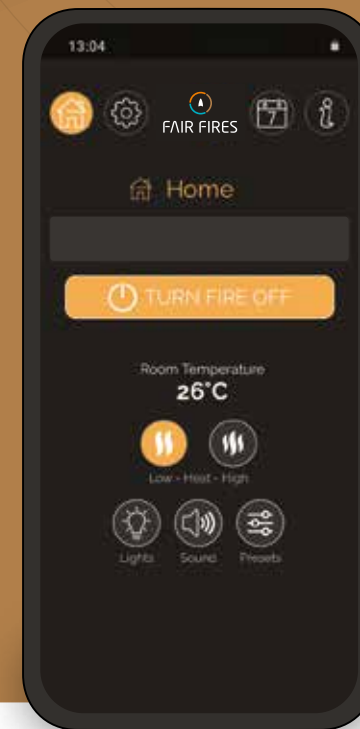 13:04
FAIR FIRES
7
i
Home
TURN FIRE OFF
Room Temperature
26°C
Low - Heat - High
Lights Sound Presets